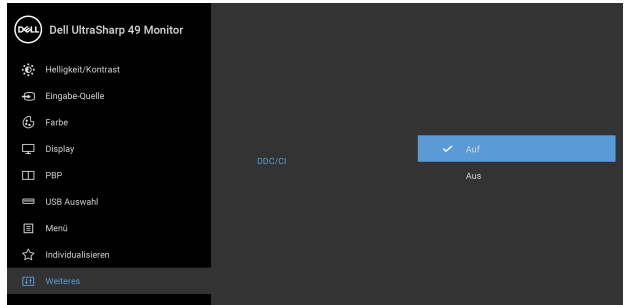 DELL Dell UltraSharp 49 Monitor
Helligkeit/Kontrast
Eingabe-Quelle
Farbe
Display
PBP
USB Auswahl
Menü
Individualisieren
Weiteres
DDC/CI
Auf
Aus